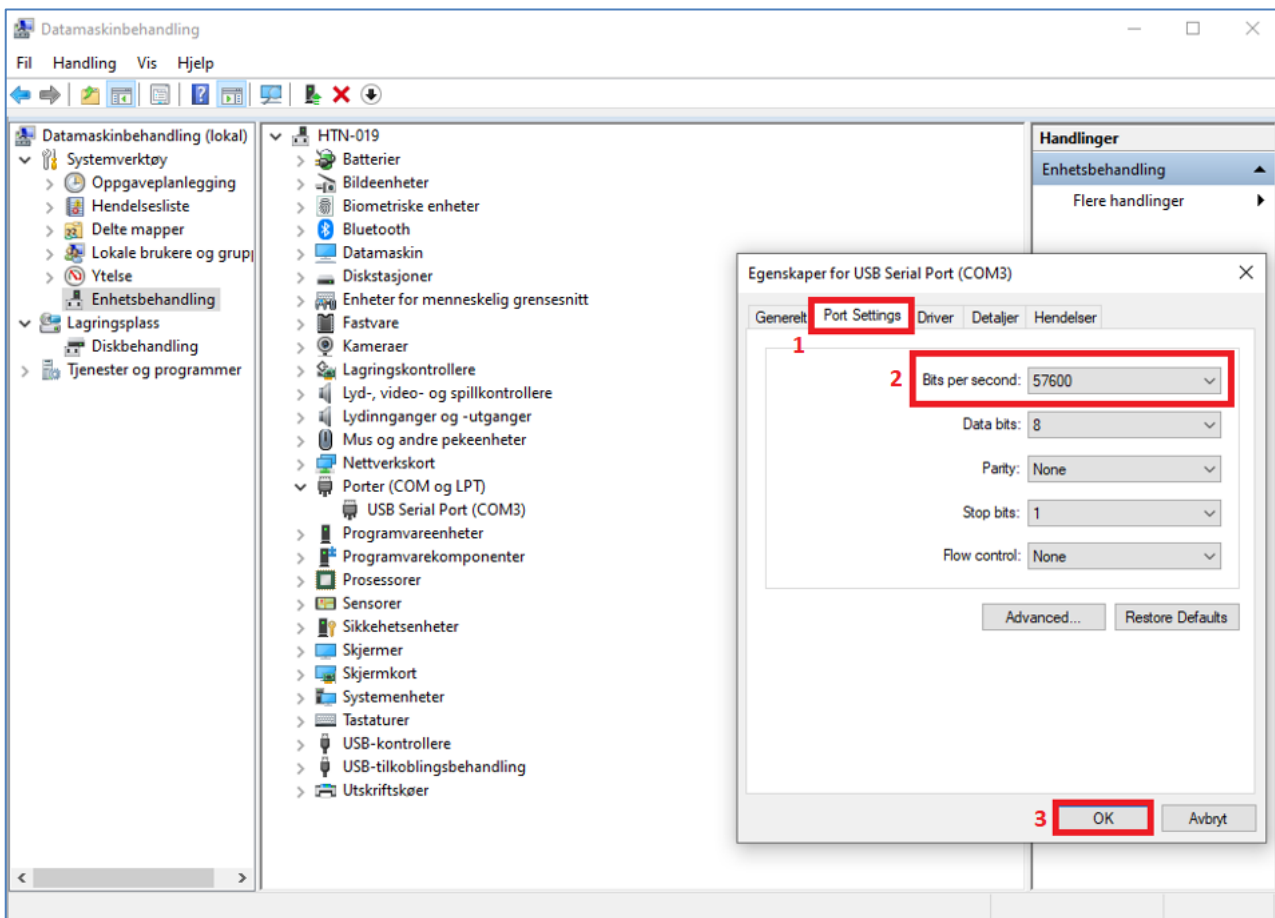 Datamaskinbehandling
Fil Handling Vis Hjelp
Datamaskinbehandling (lokal)
Systemverktøy
Oppgaveplanlegging
Hendelsesliste
Delte mapper
Lokale brukere og grupp
Ytelse
Enhetsbehandling
Lagringsplass
Diskbehandling
Tjenester og programmer
HTN-019
Batterier
Bildeenheter
Biometriske enheter
Bluetooth
Datamaskin
Diskstasjoner
Enheter for menneskelig grensesnitt
Fastvare
Kameraer
Lagringskontrollere
Lyd-, video- og spillkontrollere
Lydinnganger og -utganger
Mus og andre pekeenheter
Nettverkskort
Porter (COM og LPT)
USB Serial Port (COM3)
Programvareenheter
Programvarekomponenter
Prosessorer
Sensorer
Sikkehetsenheter
Skjermer
Skjermkort
Systemenheter
Tastaturer
USB-kontrollere
USB-tilkoblingsbehandling
Utskriftskøer
Handlinger
Enhetsbehandling
Flere handlinger
Egenskaper for USB Serial Port (COM3)
Generelt Port Settings Driver Detaljer Hendelser
1
2 Bits per second: 57600
Data bits: 8
Parity: None
Stop bits: 1
Flow control: None
Advanced... Restore Defaults
3 OK Avbryt